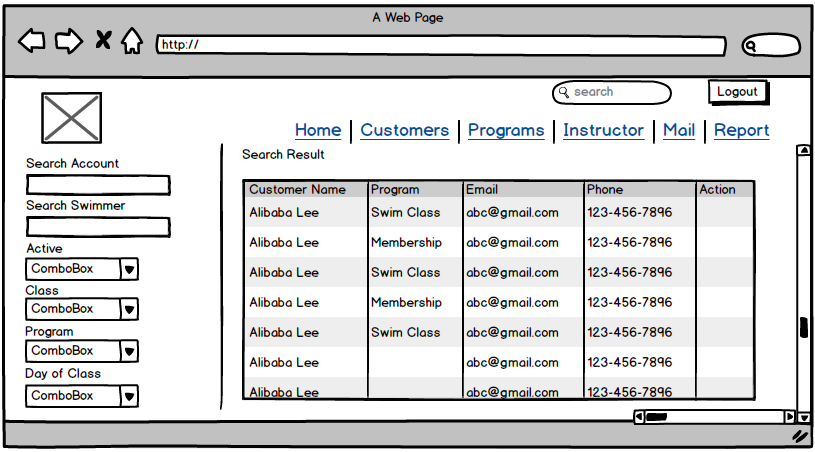 A Web Page
http://
search
Logout
Home Customers Programs Instructor Mail Report
Search Account
Search Swimmer
Active
ComboBox
Class
ComboBox
Program
ComboBox
Day of Class
ComboBox
Search Result
Customer Name Program Email Phone Action
Alibaba Lee Swim Class abc@gmail.com 123-456-7896
Alibaba Lee Membership abc@gmail.com 123-456-7896
Alibaba Lee Swim Class abc@gmail.com 123-456-7896
Alibaba Lee Membership abc@gmail.com 123-456-7896
Alibaba Lee Swim Class abc@gmail.com 123-456-7896
Alibaba Lee abc@gmail.com 123-456-7896
Alibaba Lee abc@gmail.com 123-456-7896